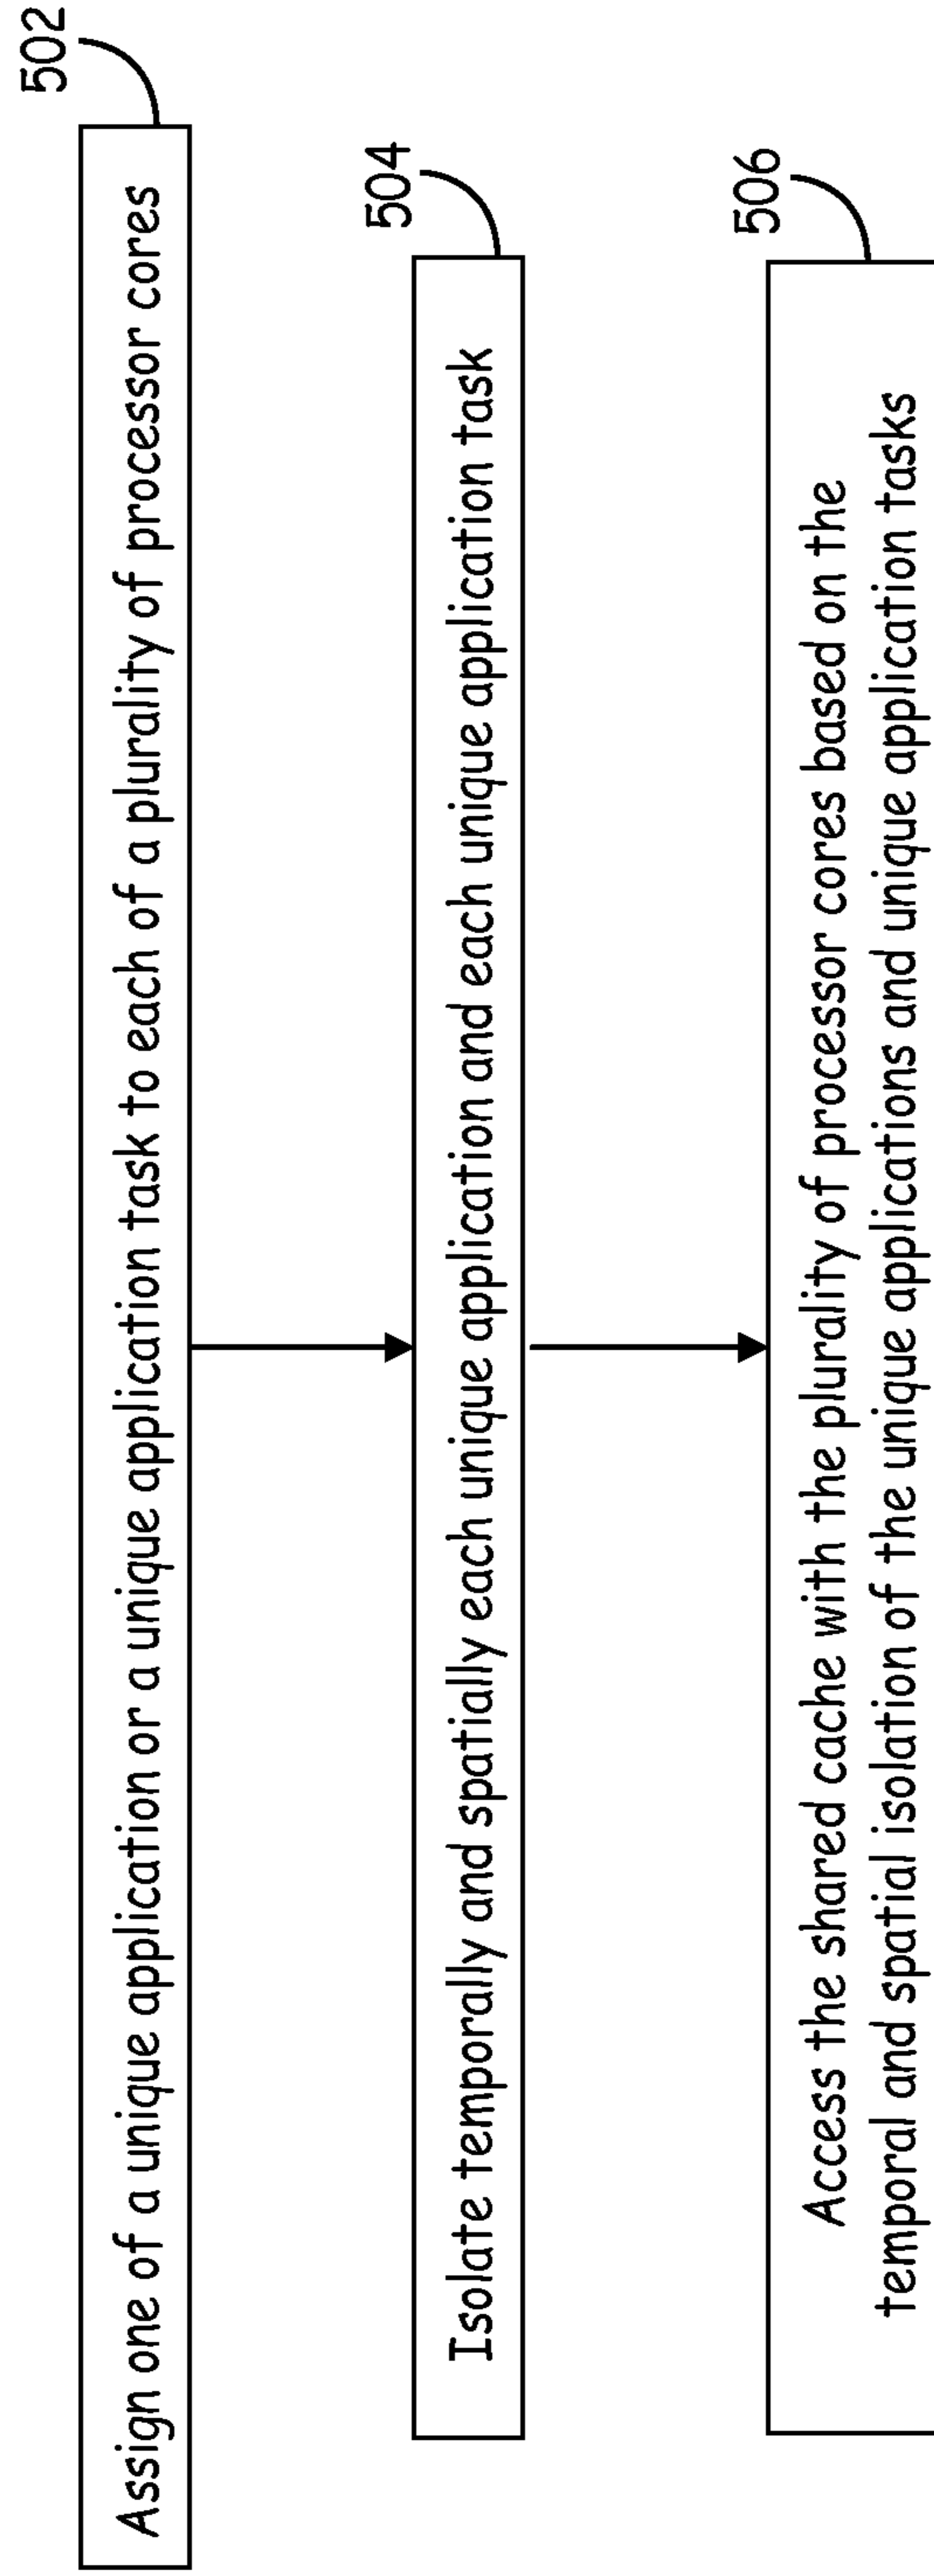 502
Assign one of a unique application or a unique application task to each of a plurality of processor cores
504
Isolate temporally and spatially each unique application and each unique application task
506
Access the shared cache with the plurality of processor cores based on the
temporal and spatial isolation of the unique applications and unique application tasks